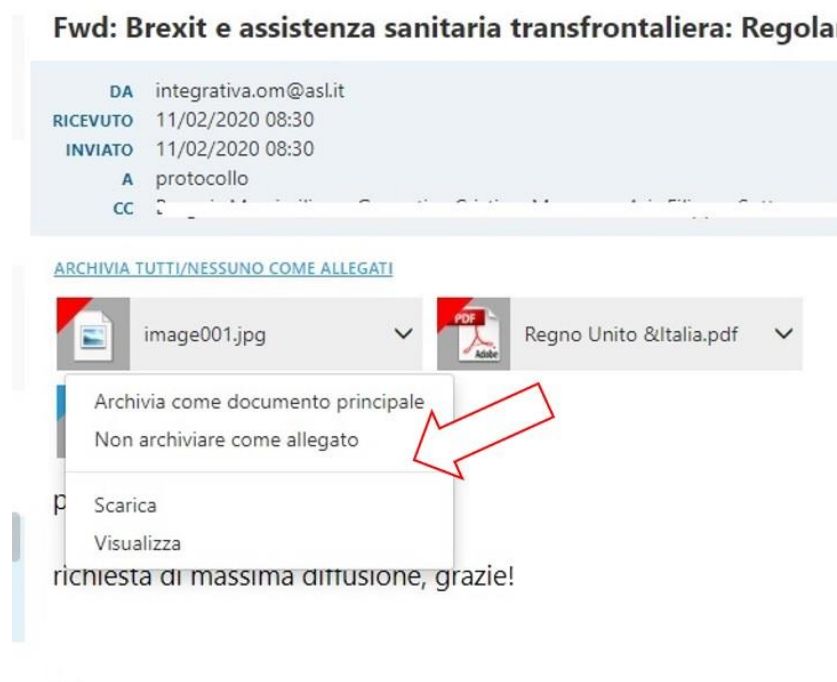 Fwd: Brexit e assistenza sanitaria transfrontaliera:
DA integrativa.om@asl.it
RICEVUTO 11/02/2020 08:30
INVIATO 11/02/2020 08:30
A protocollo
CC
ARCHIVIA TUTTI/NESSUNO COME ALLEGATI
image001.jpg
PDF
Adobe
Regno Unito &Italia.pdf
Archivia come documento principale
Non archiviare come allegato
Scarica
Visualizza
richiesta di massima diffusione, grazie!